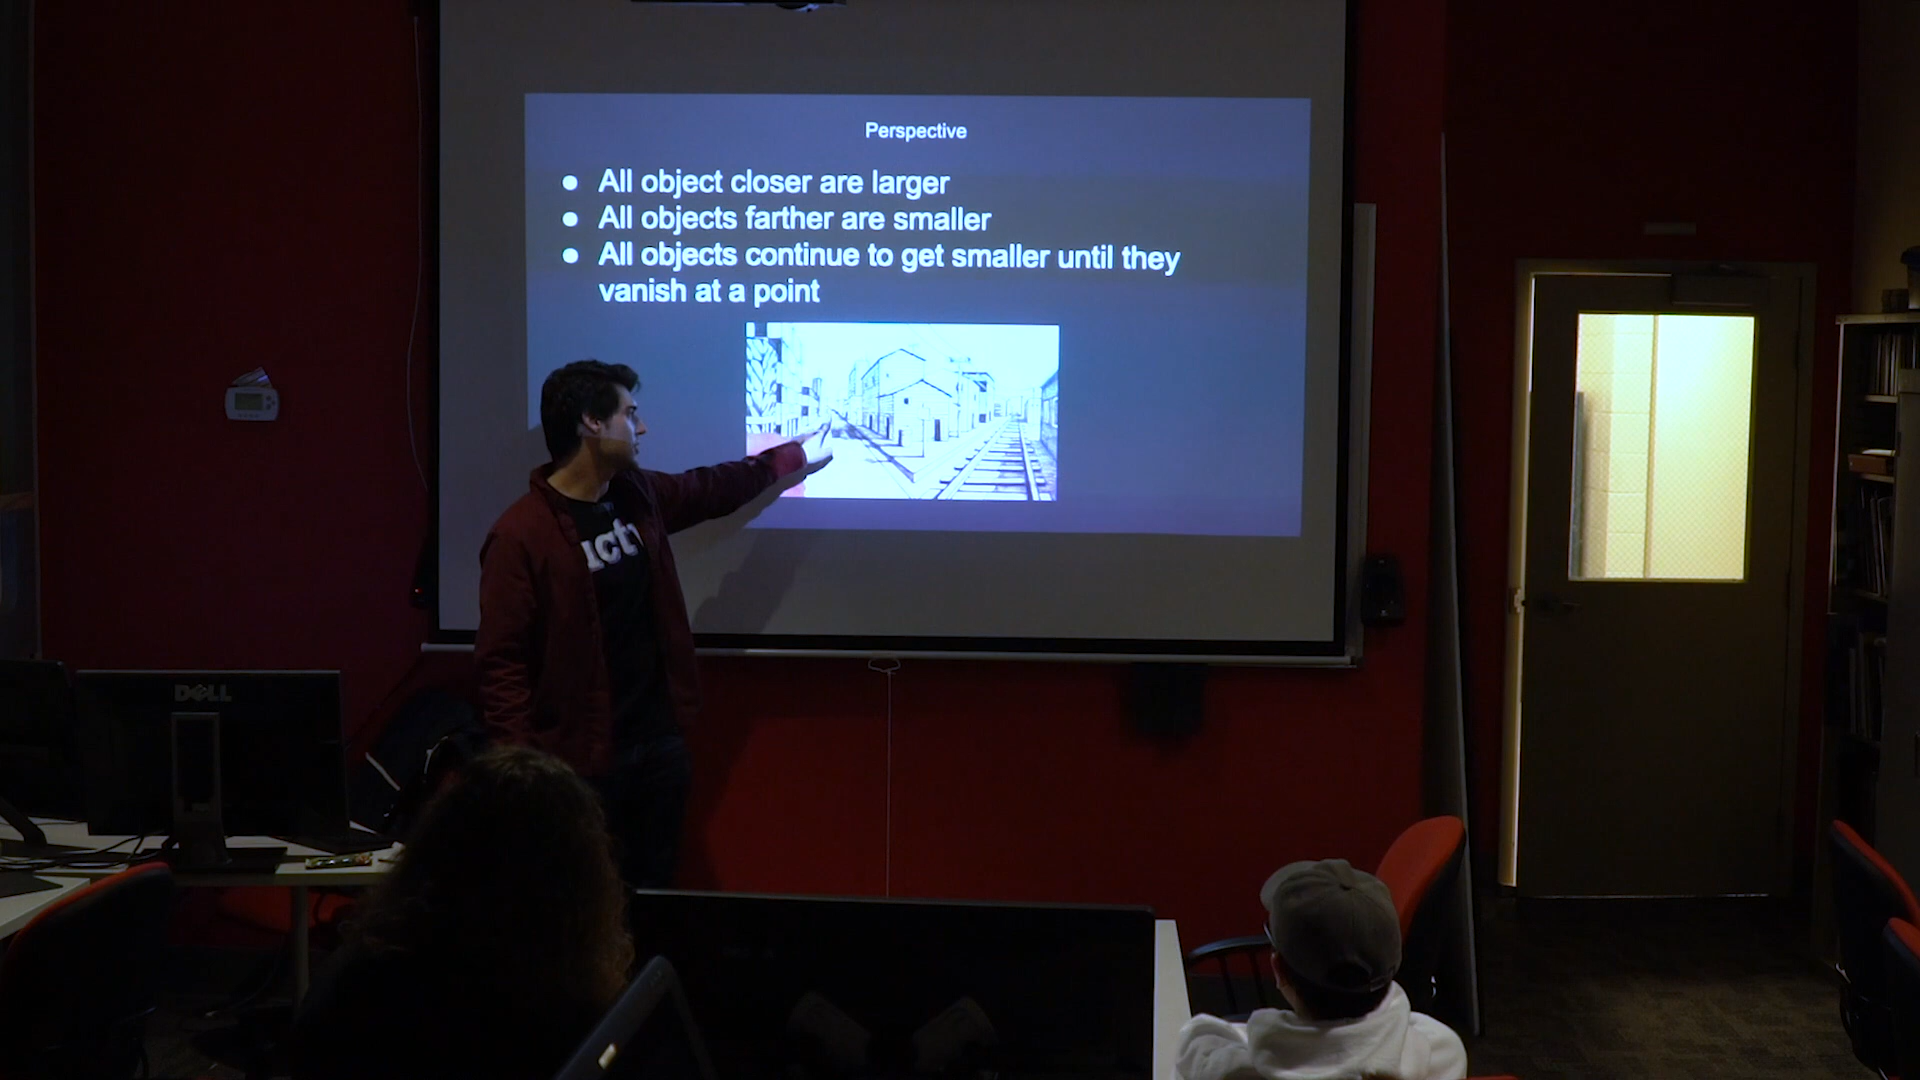 Perspective
● All object closer are larger
● All objects farther are smaller
● All objects continue to get smaller until they
vanish at a point
DELL